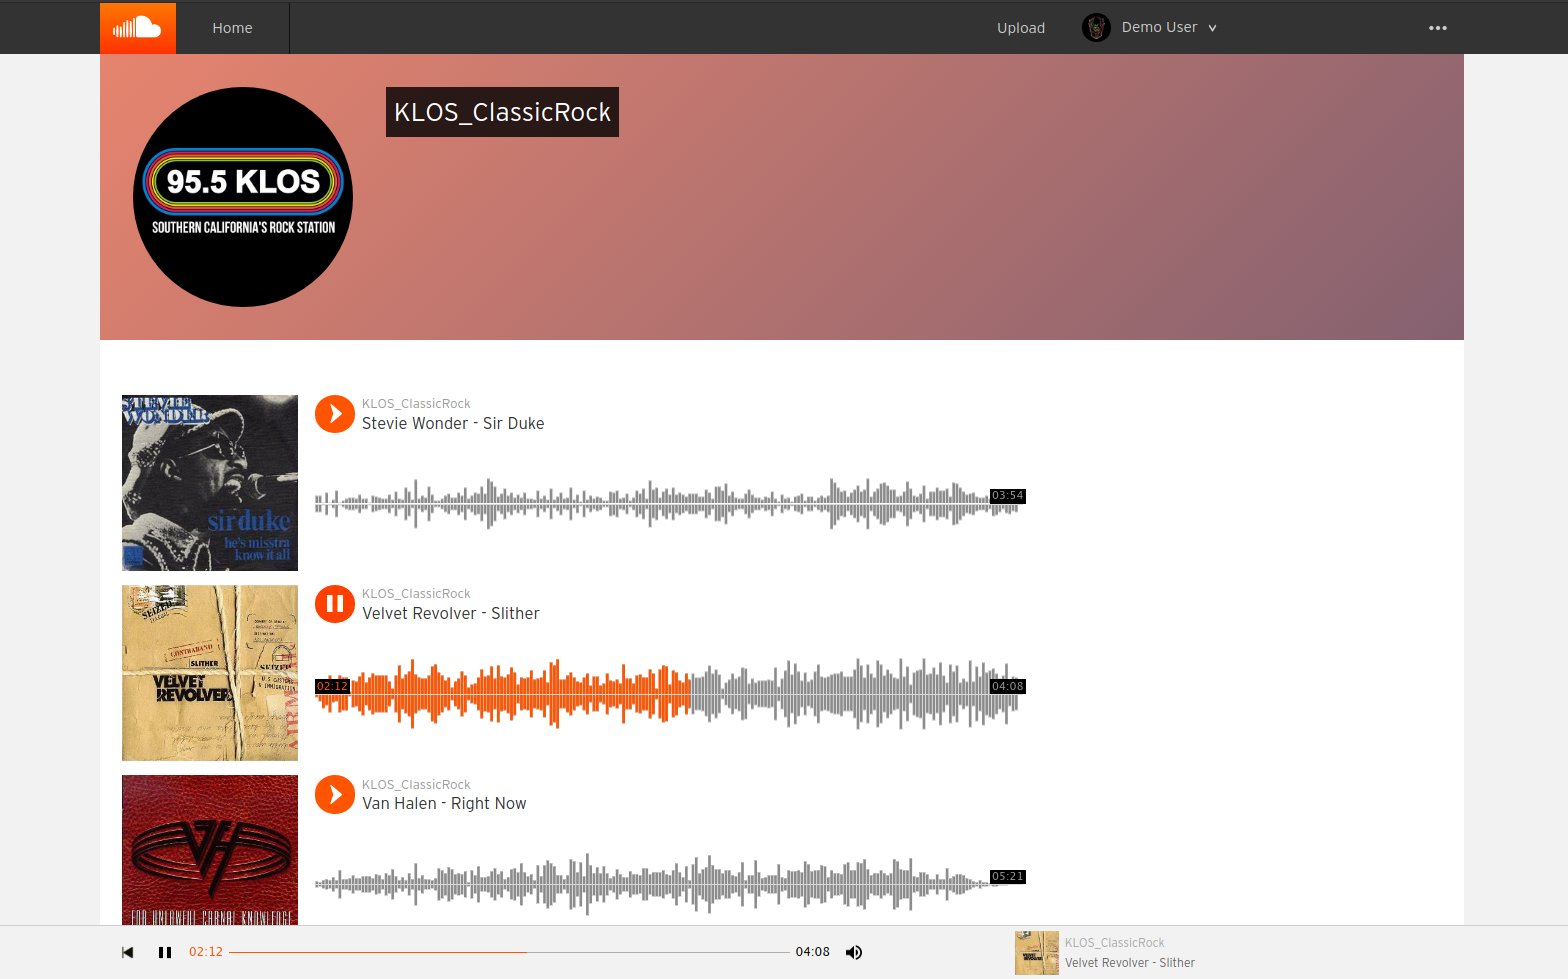 Home
Upload
Demo User
KLOS_ClassicRock
95.5 KLOS
SOUTHERN CALIFORNIA'S ROCK STATION
STEVIE
WONDER
sir duke
he's misstra
know it all
KLOS_ClassicRock
Stevie Wonder - Sir Duke
03:54
SEIZED
CONTRABAND
SLITHER
VELVET
REVOLVER
U.S. CUSTOMS
& IMMIGRATION
KLOS_ClassicRock
Velvet Revolver - Slither
02:12
04:08
VH
FOR UNLAWFUL CARNAL KNOWLEDGE
KLOS_ClassicRock
Van Halen - Right Now
05:21
02:12
04:08
KLOS_ClassicRock
Velvet Revolver - Slither